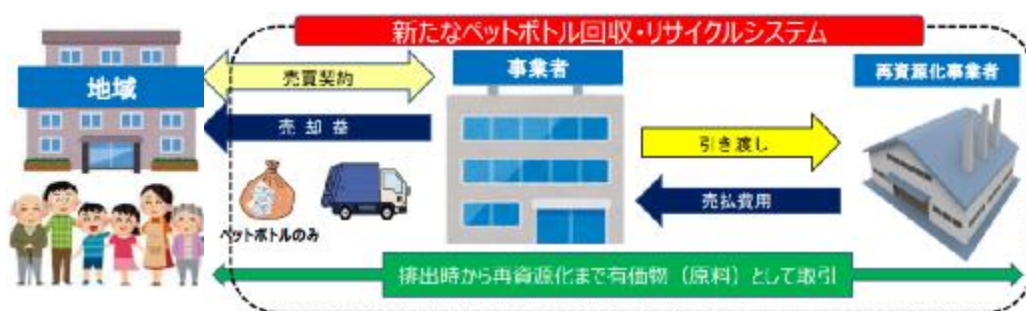 新たなペットボトル回収・リサイクルシステム
地域
売買契約
事業者
再資源化事業者
売却益
引き渡し
売払費用
ペットボトルのみ
排出時から再資源化まで有価物（原料）として取引